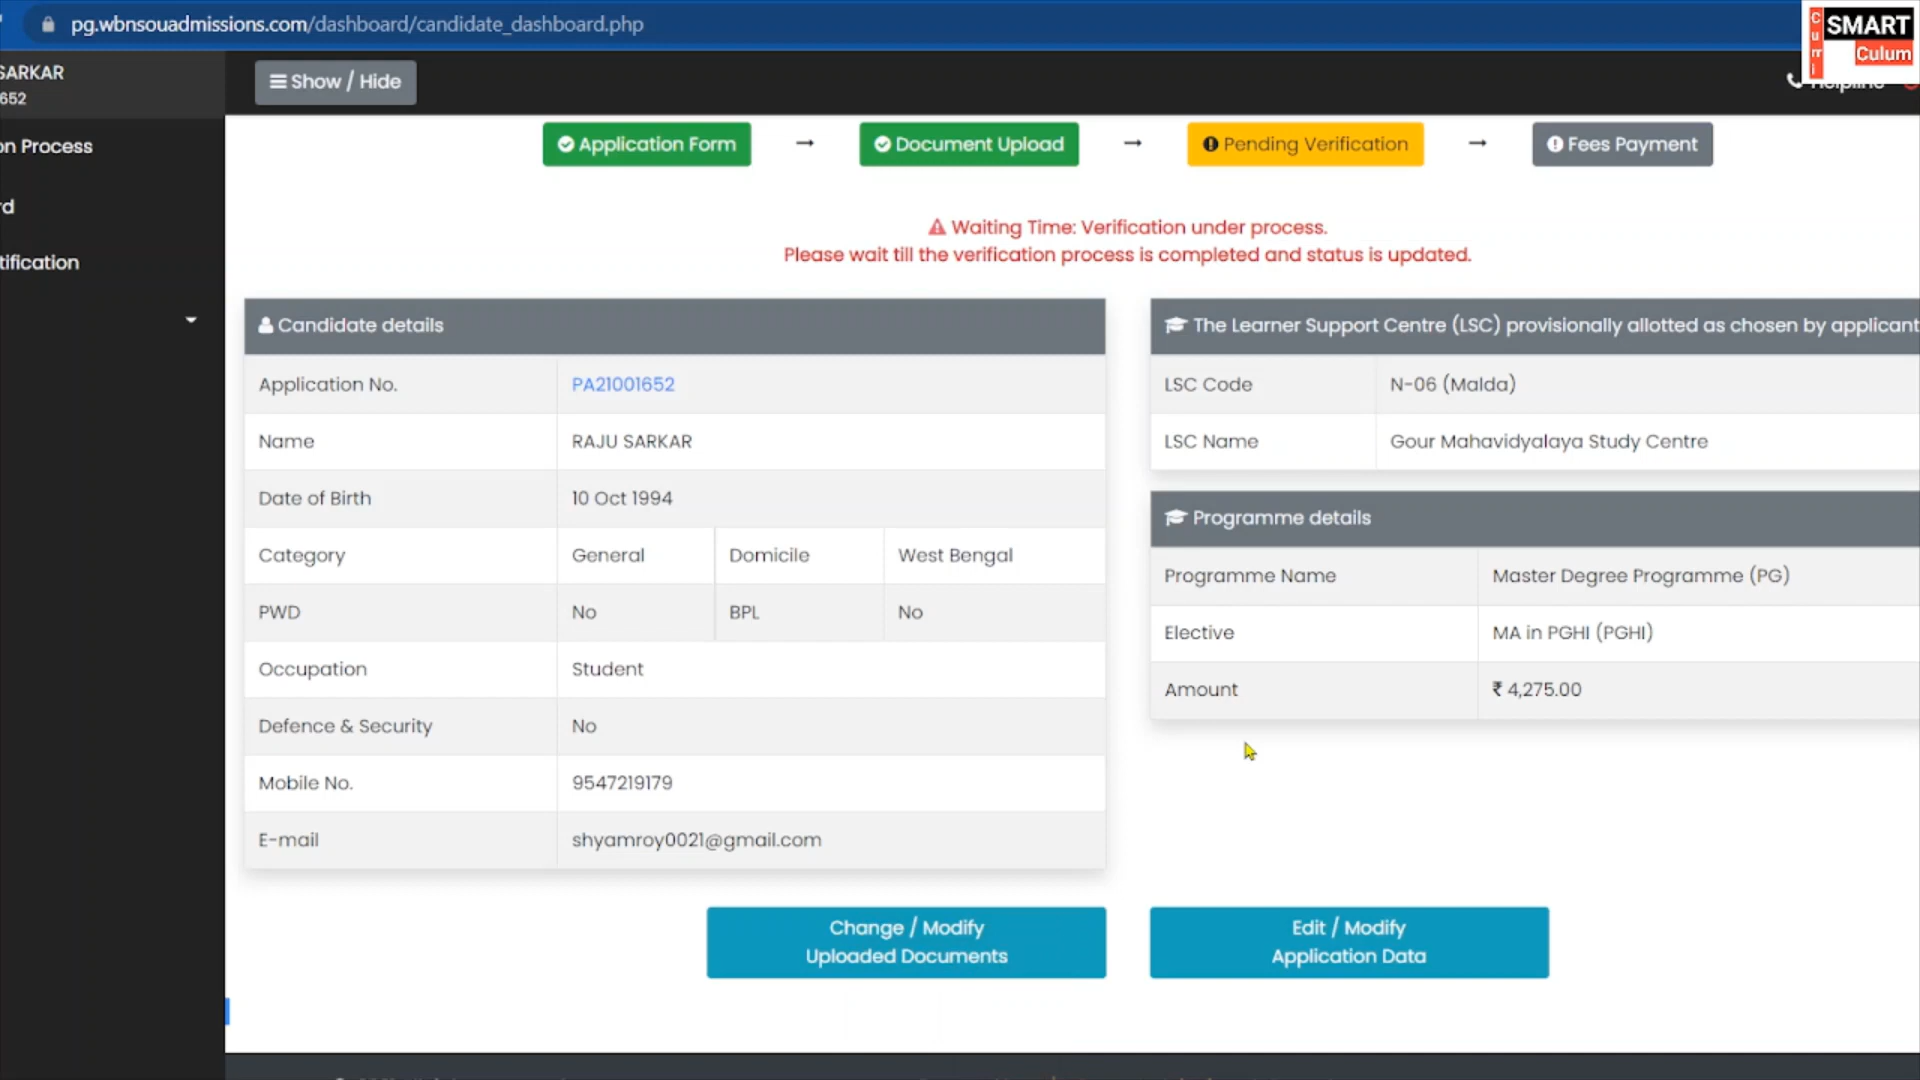 pg.wbnsouadmissions.com/dashboard/candidate_dashboard.php
Curri
SMART
Culum
SARKAR
652
Show / Hide
Helpline
on Process
rd
tification
Application Form → Document Upload → Pending Verification → Fees Payment
Waiting Time: Verification under process.
Please wait till the verification process is completed and status is updated.
Candidate details
Application No. PA21001652
Name RAJU SARKAR
Date of Birth 10 Oct 1994
Category General Domicile West Bengal
PWD No BPL No
Occupation Student
Defence & Security No
Mobile No. 9547219179
E-mail shyamroy0021@gmail.com
The Learner Support Centre (LSC) provisionally allotted as chosen by applicant
LSC Code N-06 (Malda)
LSC Name Gour Mahavidyalaya Study Centre
Programme details
Programme Name Master Degree Programme (PG)
Elective MA in PGHI (PGHI)
Amount ₹ 4,275.00
Change / Modify
Uploaded Documents
Edit / Modify
Application Data